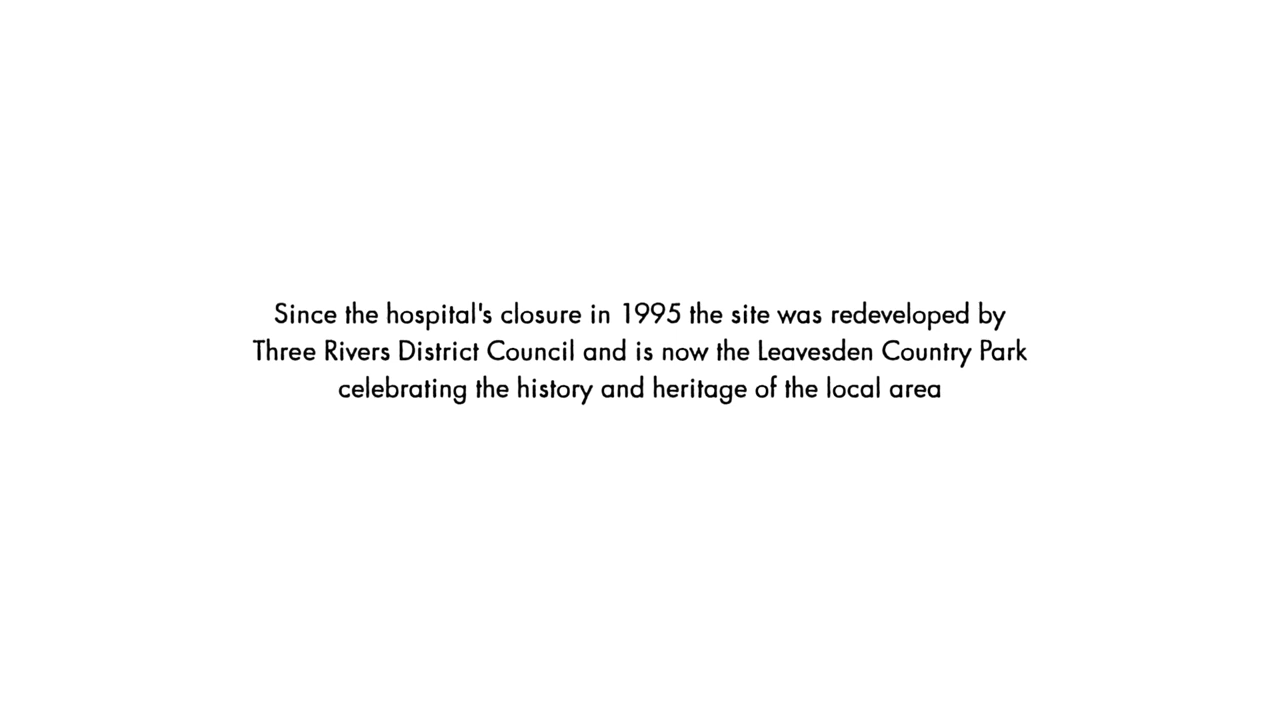 Since the hospital's closure in 1995 the site was redeveloped by
Three Rivers District Council and is now the Leavesden Country Park
celebrating the history and heritage of the local area